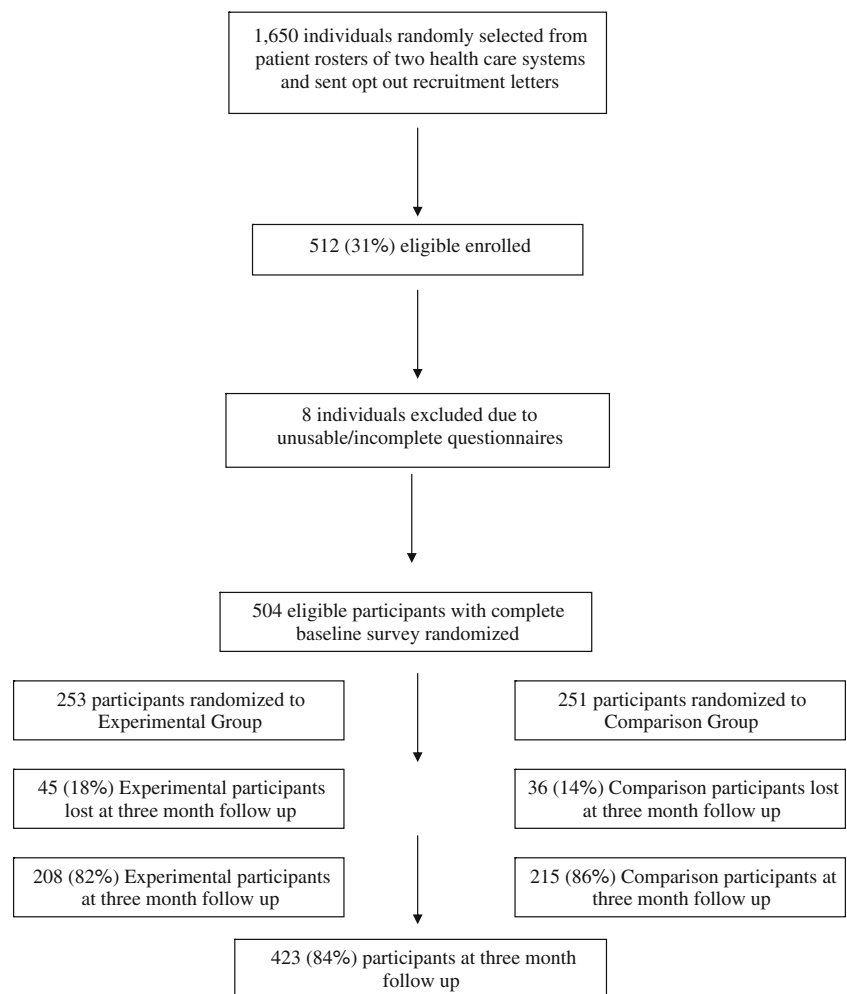 1,650 individuals randomly selected from
patient rosters of two health care systems
and sent opt out recruitment letters
512 (31%) eligible enrolled
8 individuals excluded due to
unusable/incomplete questionnaires
504 eligible participants with complete
baseline survey randomized
253 participants randomized to
Experimental Group
251 participants randomized to
Comparison Group
45 (18%) Experimental participants
lost at three month follow up
36 (14%) Comparison participants lost
at three month follow up
208 (82%) Experimental participants
at three month follow up
215 (86%) Comparison participants at
three month follow up
423 (84%) participants at three month
follow up